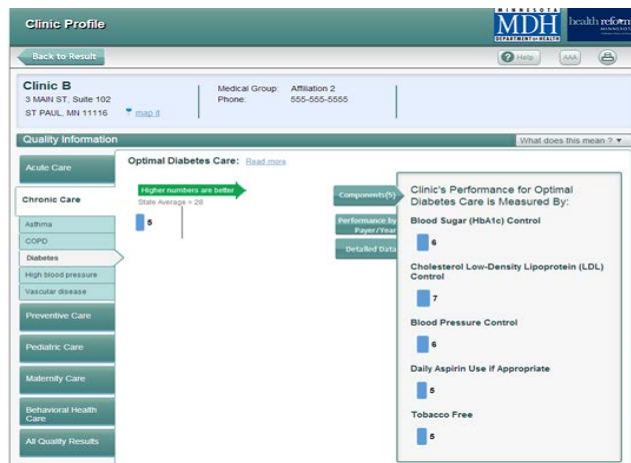 Clinic Profile
MINNESOTA
MDH
DEPARTMENT OF HEALTH
health reform
MINNESOTA
Back to Result
Help
AAA
Clinic B
3 MAIN ST, Suite 102
ST PAUL, MN 11116
map it
Medical Group: Affiliation 2
Phone: 555-555-5555
Quality Information
What does this mean ?
Acute Care
Chronic Care
Asthma
COPD
Diabetes
High blood pressure
Vascular disease
Preventive Care
Pediatric Care
Maternity Care
Behavioral Health
Care
All Quality Results
Optimal Diabetes Care: Read more
Higher numbers are better
State Average = 28
5
Components(5)
Performance by
Payer/Year
Detailed Data
Clinic's Performance for Optimal
Diabetes Care is Measured By:
Blood Sugar (HbA1c) Control
6
Cholesterol Low-Density Lipoprotein (LDL)
Control
7
Blood Pressure Control
6
Daily Aspirin Use if Appropriate
5
Tobacco Free
5